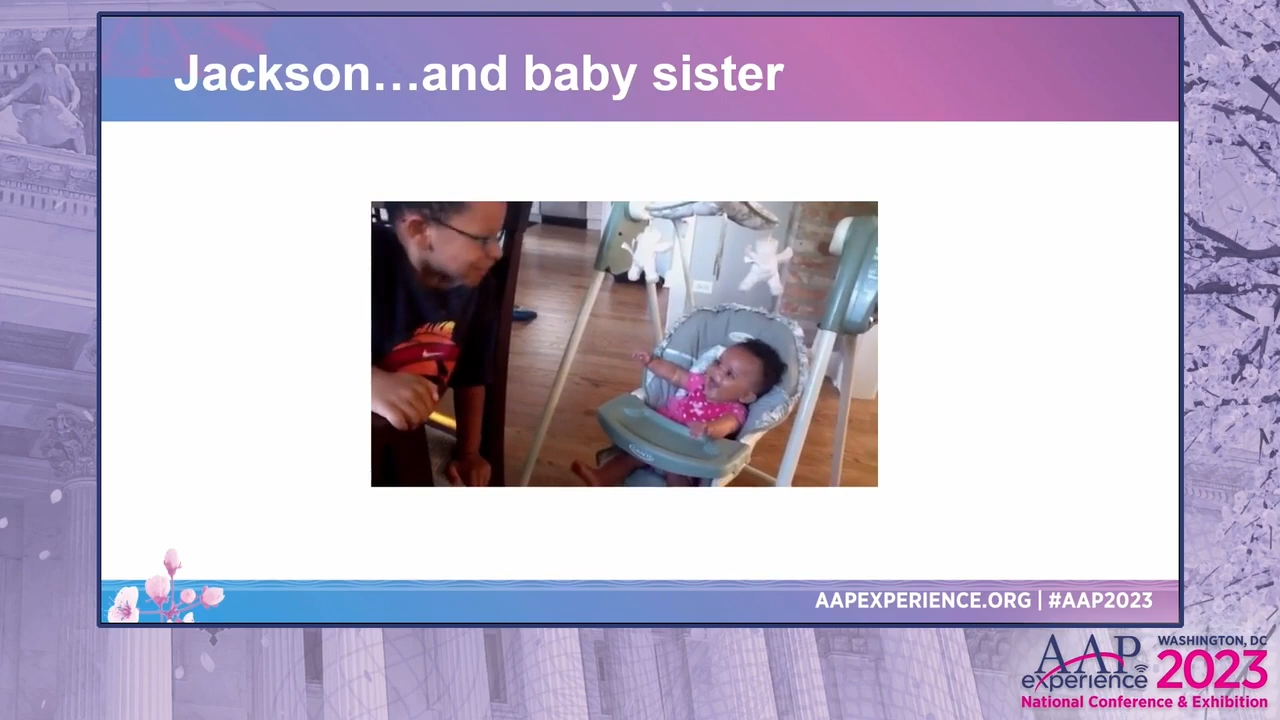 Jackson…and baby sister
AAPEXPERIENCE.ORG | #AAP2023
AAP
experience
WASHINGTON, DC
2023
National Conference & Exhibition